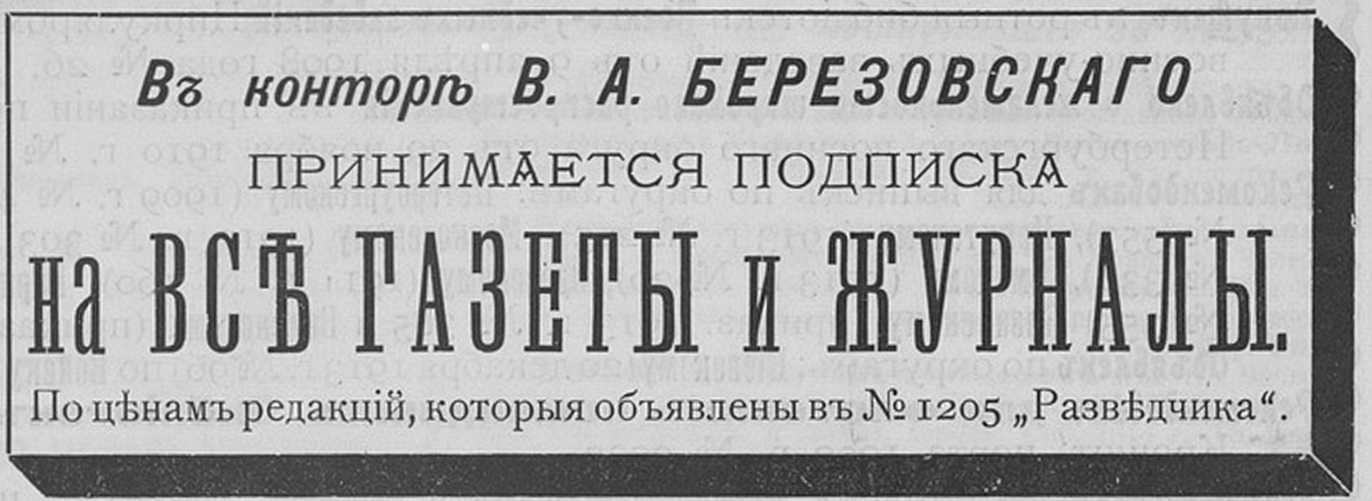 Въ конторѣ В. А. БЕРЕЗОВСКАГО
ПРИНИМАЕТСЯ ПОДПИСКА
на ВСѢ ГАЗЕТЫ и ЖУРНАЛЫ.
По цѣнамъ редакцій, которыя объявлены въ № 1205 „Развѣдчика“.